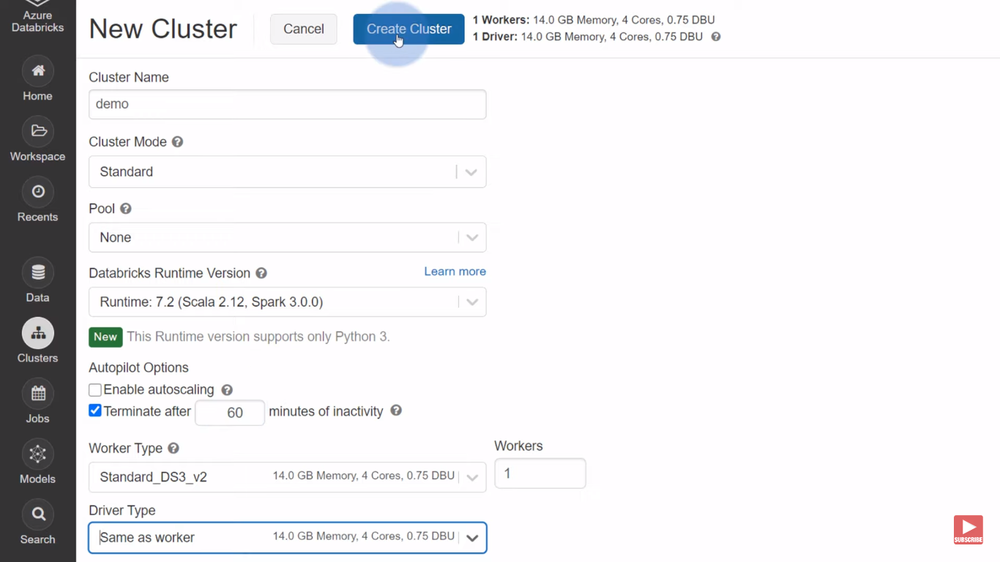 Azure
Databricks
Home
Workspace
Recents
Data
Clusters
Jobs
Models
Search
New Cluster
Cancel
Create Cluster
1 Workers: 14.0 GB Memory, 4 Cores, 0.75 DBU
1 Driver: 14.0 GB Memory, 4 Cores, 0.75 DBU ?
Cluster Name
demo
Cluster Mode ?
Standard
Pool ?
None
Databricks Runtime Version ? Learn more
Runtime: 7.2 (Scala 2.12, Spark 3.0.0)
New This Runtime version supports only Python 3.
Autopilot Options
Enable autoscaling ?
Terminate after 60 minutes of inactivity ?
Worker Type ? Workers
Standard_DS3_v2 14.0 GB Memory, 4 Cores, 0.75 DBU 1
Driver Type
Same as worker 14.0 GB Memory, 4 Cores, 0.75 DBU
SUBSCRIBE